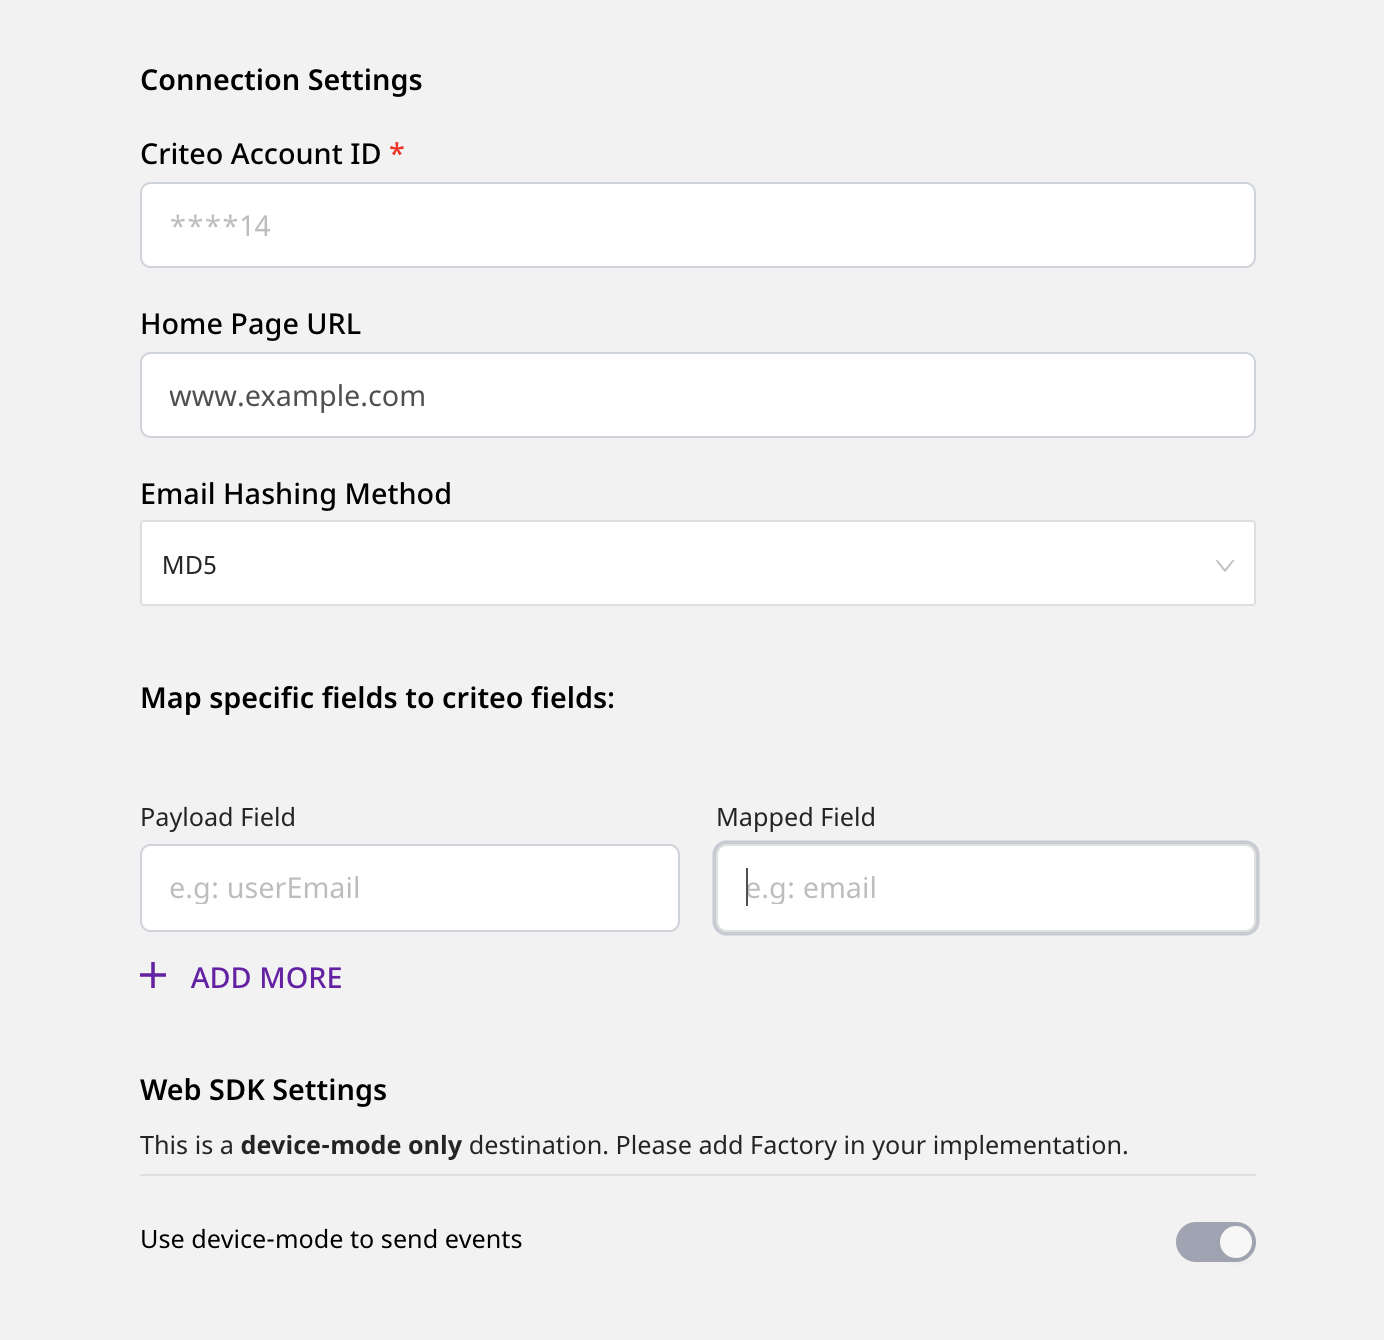 Connection Settings
Criteo Account ID *
****14
Home Page URL
www.example.com
Email Hashing Method
MD5
Map specific fields to criteo fields:
Payload Field
Mapped Field
e.g: userEmail
e.g: email
+ ADD MORE
Web SDK Settings
This is a device-mode only destination. Please add Factory in your implementation.
Use device-mode to send events